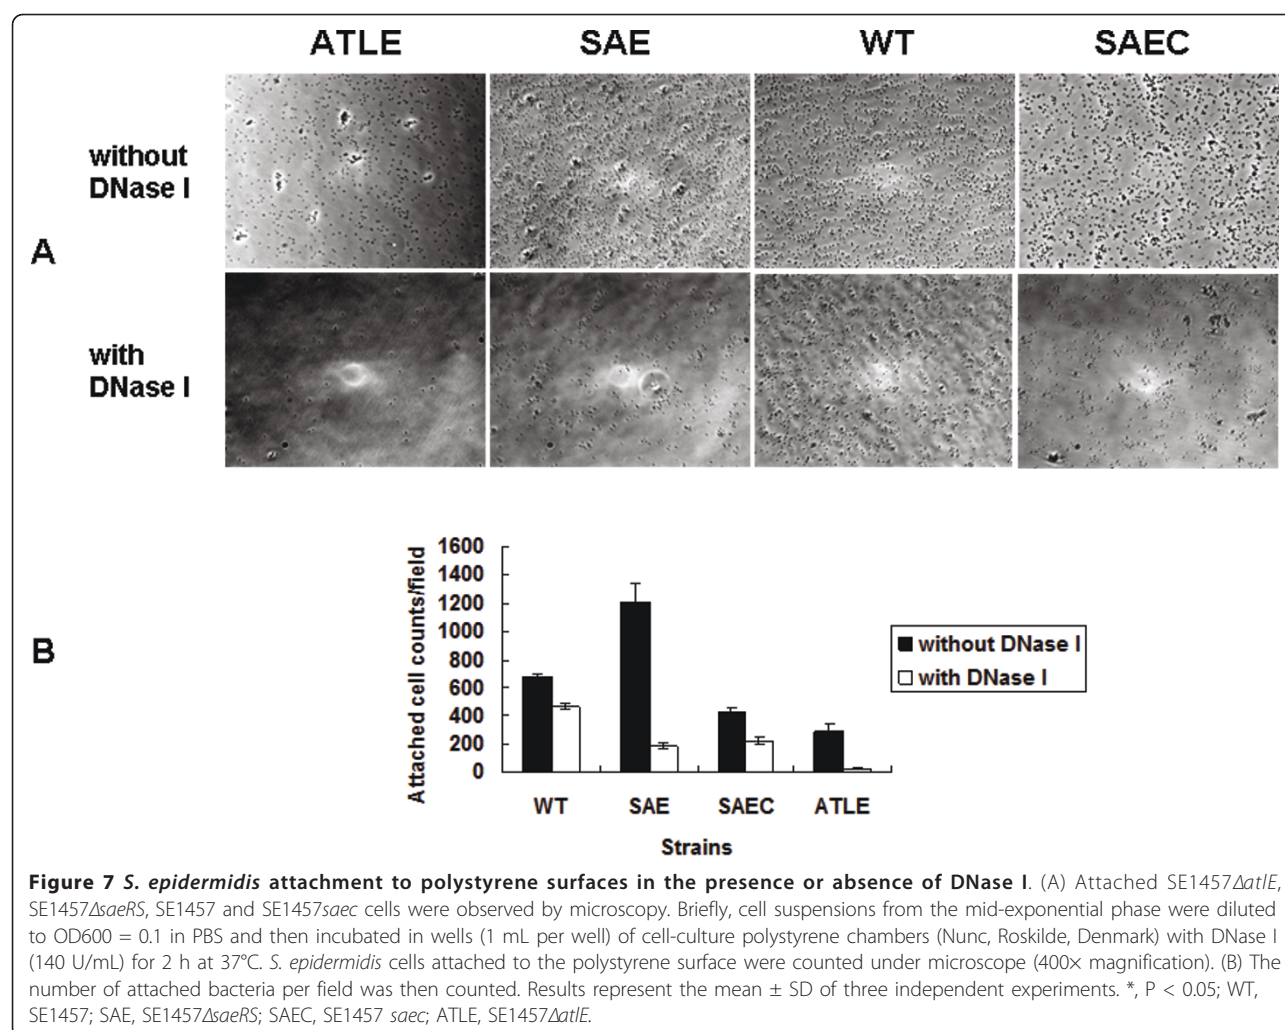 ATLE SAE WT SAEC
without
DNase I
A
with
DNase I
1600
1400
1200
1000
800
600
400
200
0
Attached cell counts/field
B
without DNase I
with DNase I
WT SAE SAEC ATLE
Strains
Figure 7 S. epidermidis attachment to polystyrene surfaces in the presence or absence of DNase I. (A) Attached SE1457ΔatlE,
SE1457ΔsaeRS, SE1457 and SE1457saec cells were observed by microscopy. Briefly, cell suspensions from the mid-exponential phase were diluted
to OD600 = 0.1 in PBS and then incubated in wells (1 mL per well) of cell-culture polystyrene chambers (Nunc, Roskilde, Denmark) with DNase I
(140 U/mL) for 2 h at 37°C. S. epidermidis cells attached to the polystyrene surface were counted under microscope (400× magnification). (B) The
number of attached bacteria per field was then counted. Results represent the mean ± SD of three independent experiments. *, P < 0.05; WT,
SE1457; SAE, SE1457ΔsaeRS; SAEC, SE1457 saec; ATLE, SE1457ΔatlE.